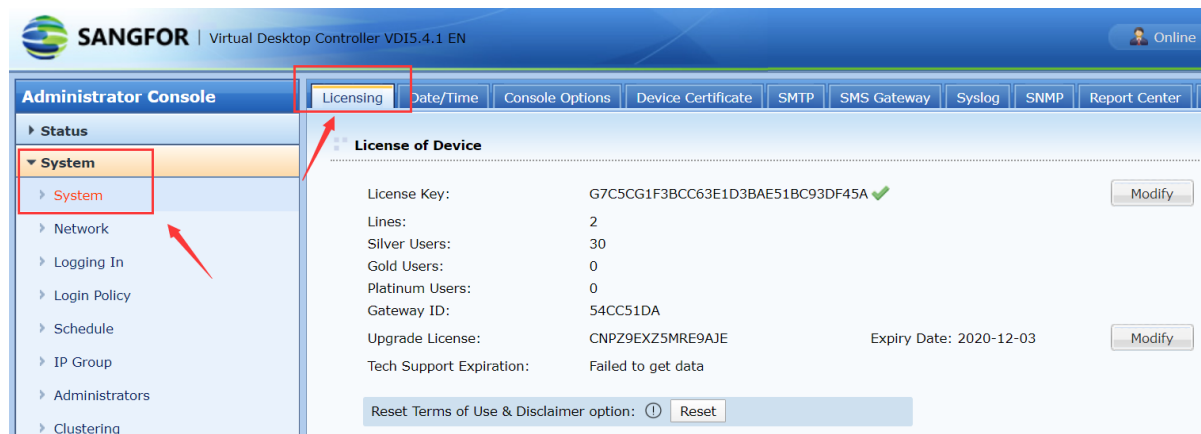 SANGFOR | Virtual Desktop Controller VDI5.4.1 EN
Online
Administrator Console
Licensing Date/Time Console Options Device Certificate SMTP SMS Gateway Syslog SNMP Report Center
Status
System
System
Network
Logging In
Login Policy
Schedule
IP Group
Administrators
Clustering
License of Device
License Key: G7C5CG1F3BCC63E1D3BAE51BC93DF45A Modify
Lines: 2
Silver Users: 30
Gold Users: 0
Platinum Users: 0
Gateway ID: 54CC51DA
Upgrade License: CNPZ9EXZ5MRE9AJE Expiry Date: 2020-12-03 Modify
Tech Support Expiration: Failed to get data
Reset Terms of Use & Disclaimer option: Reset